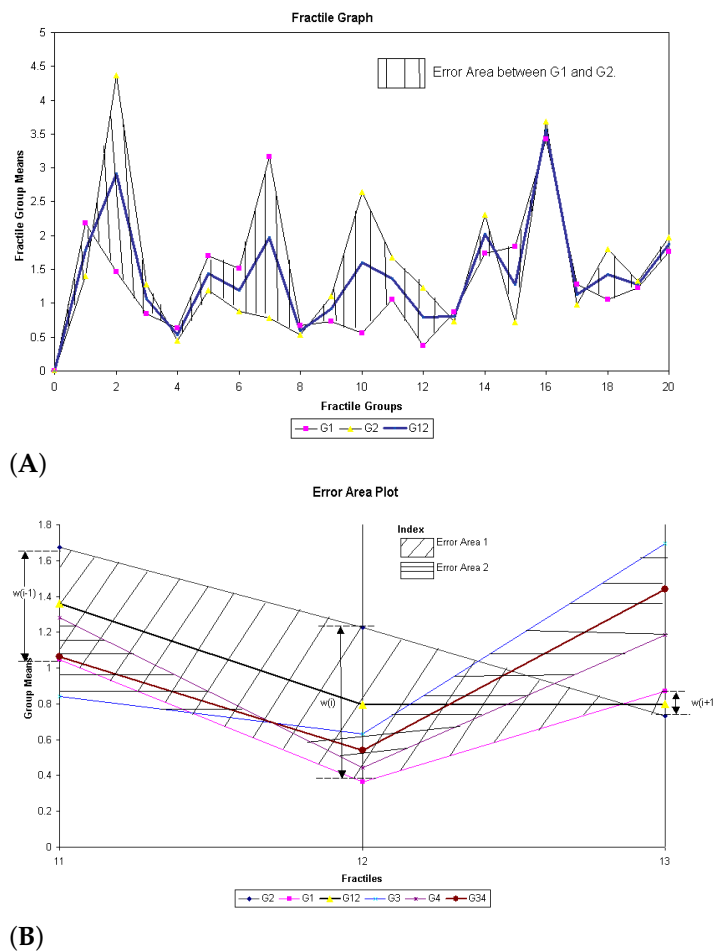 Fractile Graph
5
4.5
4
3.5
3
2.5
2
1.5
1
0.5
0
Fractile Group Means
Error Area between G1 and G2.
0 2 4 6 8 10 12 14 16 18 20
Fractile Groups
G1 G2 G12
(A)
Error Area Plot
1.8
1.6
1.4
1.2
1
0.8
0.6
0.4
0.2
0
Group Means
Index
Error Area 1
Error Area 2
w(i-1)
w(i)
w(i+1
11 12 13
Fractiles
G2 G1 G12 G3 G4 G34
(B)